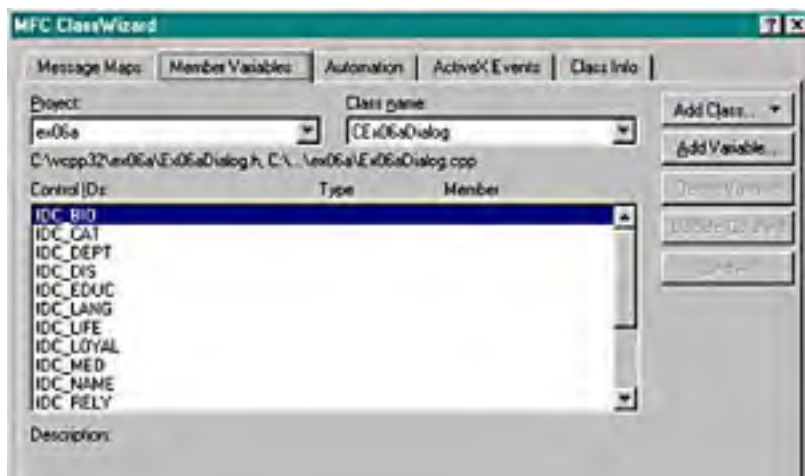 MFC ClassWizard
Message Maps Member Variables Automation ActiveX Events Class Info
Project: Class name:
ex06a CEx06aDialog
Add Class...
Add Variable...
C:\vcpp32\ex06a\Ex06aDialog.h, C:\...\ex06a\Ex06aDialog.cpp
Control IDs: Type Member
IDC_BIO
IDC_CAT
IDC_DEPT
IDC_DIS
IDC_EDUC
IDC_LANG
IDC_LIFE
IDC_LOYAL
IDC_MED
IDC_NAME
IDC_RELY
Description: